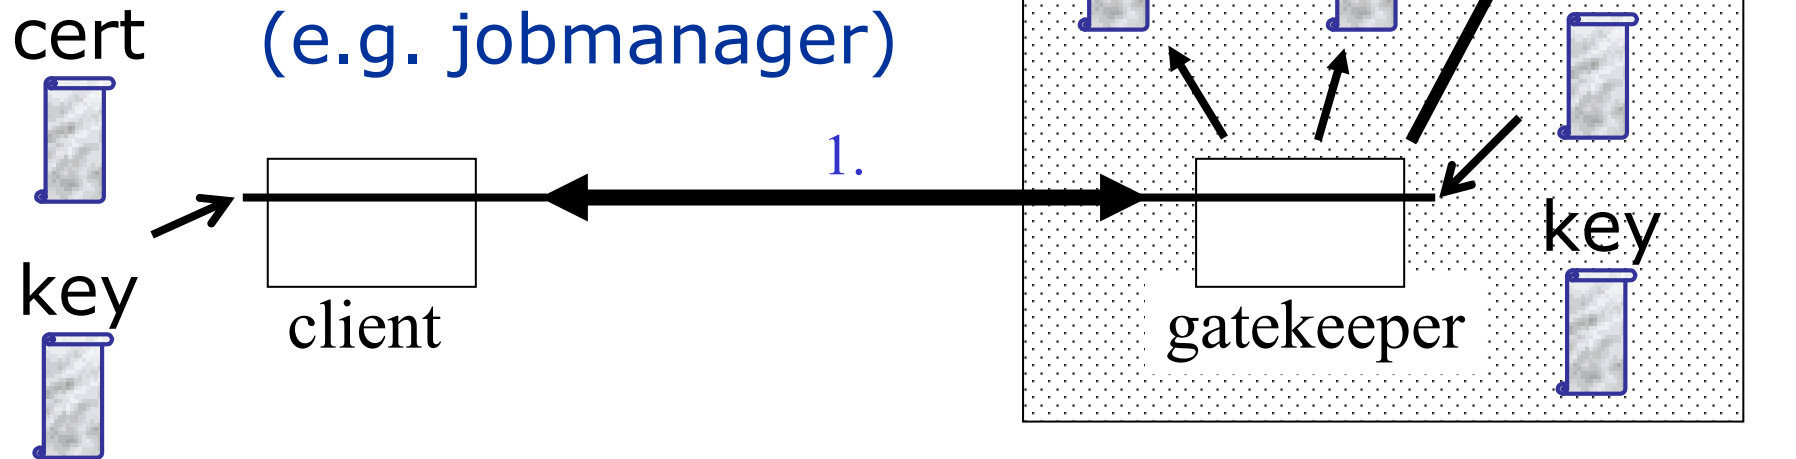 cert
(e.g. jobmanager)
1.
key
key
client
gatekeeper